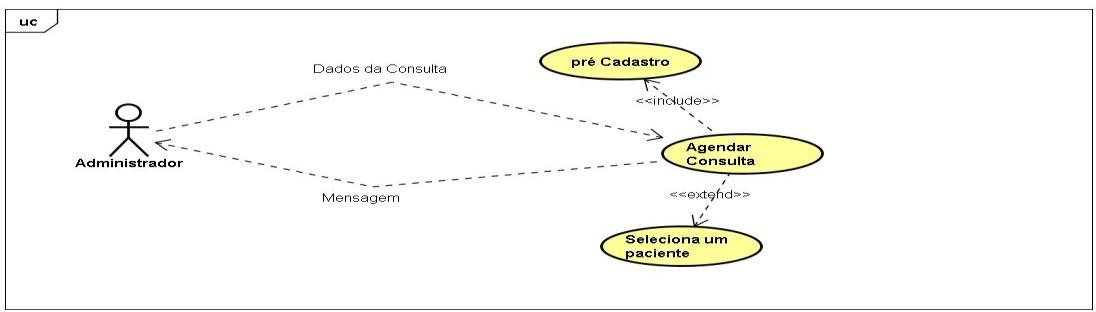 uc
pré Cadastro
Dados da Consulta
<<include>>
Administrador
Agendar
Consulta
Mensagem
<<extend>>
Seleciona um
paciente